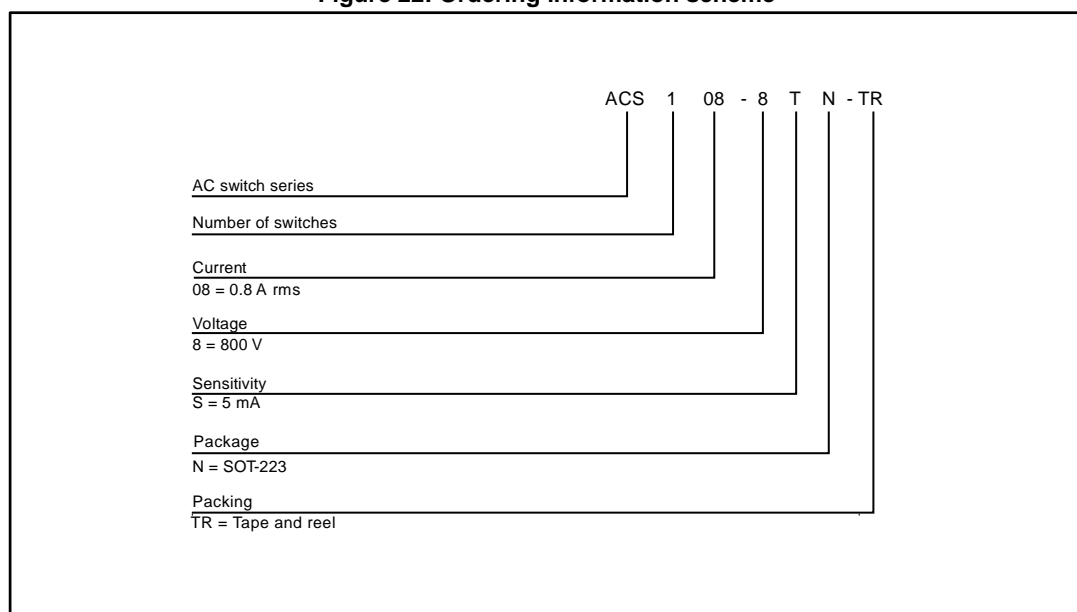 Figure 22. Ordering information scheme
ACS 1 08 - 8 T N - TR
AC switch series
Number of switches
Current
08 = 0.8 A rms
Voltage
8 = 800 V
Sensitivity
S = 5 mA
Package
N = SOT-223
Packing
TR = Tape and reel